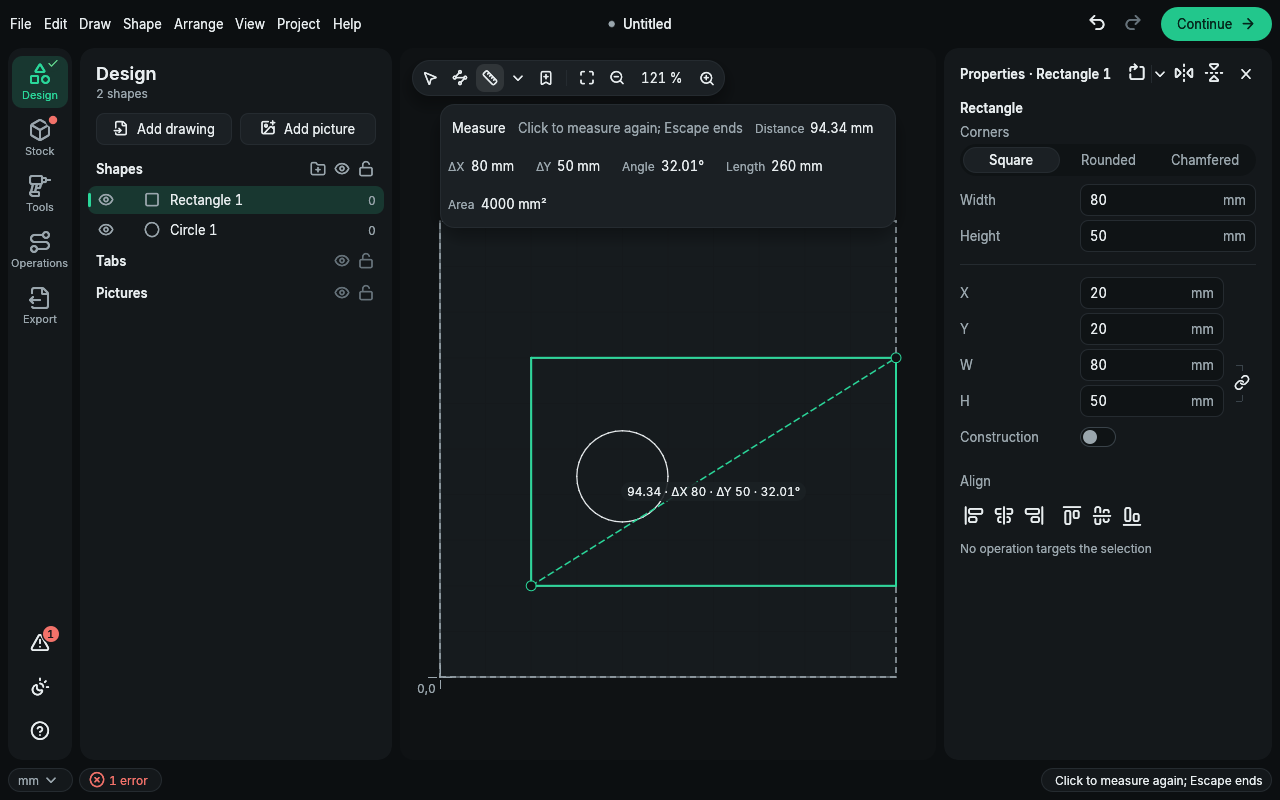 File Edit Draw Shape Arrange View Project Help
Untitled
Continue
Design
Stock
Tools
Operations
Export
1
Design
2 shapes
Add drawing
Add picture
Shapes
Rectangle 1 0
Circle 1 0
Tabs
Pictures
121 %
Measure Click to measure again; Escape ends Distance 94.34 mm
ΔX 80 mm ΔY 50 mm Angle 32.01° Length 260 mm
Area 4000 mm²
94.34 · ΔX 80 · ΔY 50 · 32.01°
0,0
Properties · Rectangle 1
Rectangle
Corners
Square Rounded Chamfered
Width 80 mm
Height 50 mm
X 20 mm
Y 20 mm
W 80 mm
H 50 mm
Construction
Align
No operation targets the selection
mm
1 error
Click to measure again; Escape ends